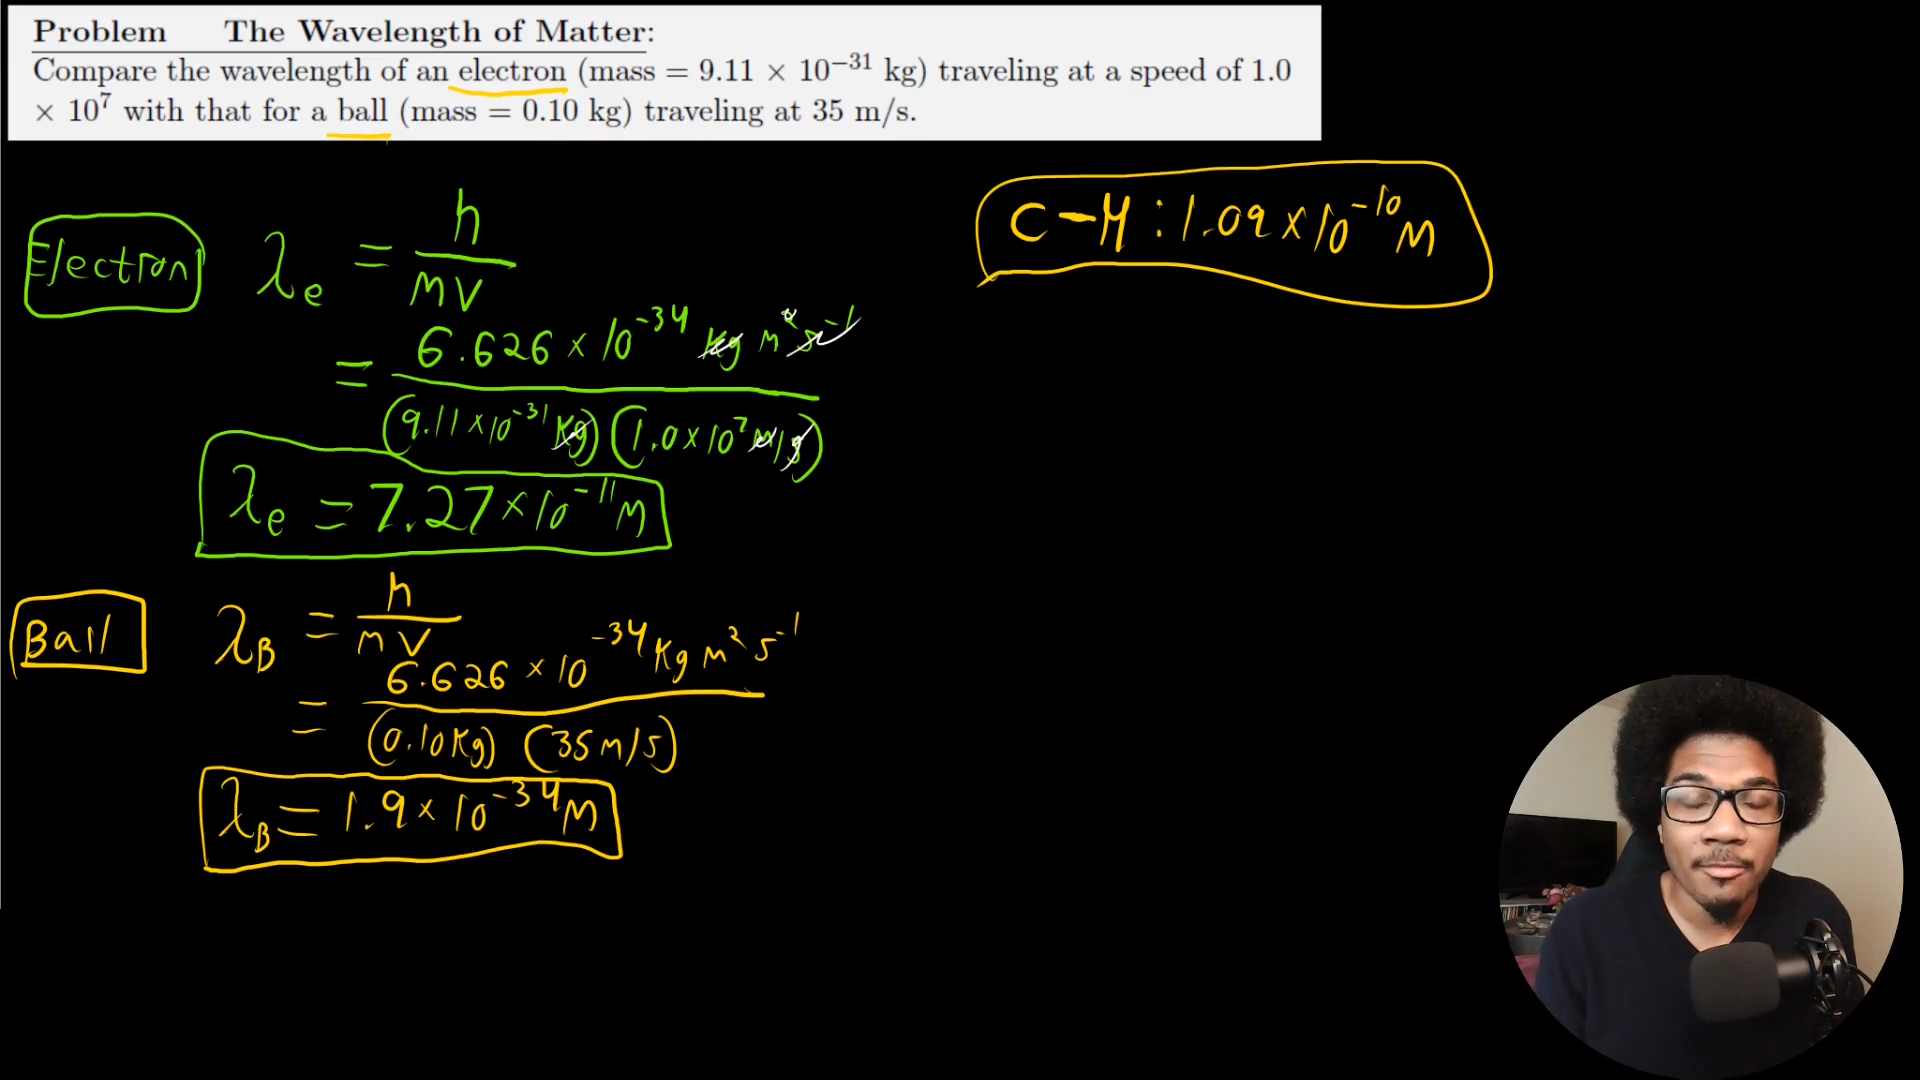 Problem The Wavelength of Matter:
Compare the wavelength of an electron (mass = 9.11 × 10⁻³¹ kg) traveling at a speed of 1.0
× 10⁷ with that for a ball (mass = 0.10 kg) traveling at 35 m/s.
C-H : 1.09 × 10⁻¹⁰ M
Electron λe = h / mv
= 6.626 × 10⁻³⁴ kg m² s⁻¹
(9.11 × 10⁻³¹ kg) (1.0 × 10⁷ m/s)
λe = 7.27 × 10⁻¹¹ M
Ball λB = h / mv
= 6.626 × 10⁻³⁴ kg m² s⁻¹
(0.10 kg) (35 m/s)
λB = 1.9 × 10⁻³⁴ M